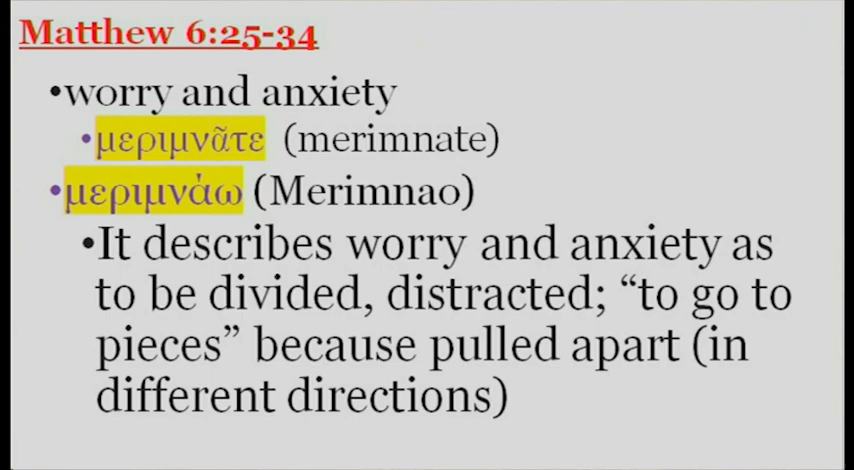 Matthew 6:25-34
•worry and anxiety
•μεριμνᾶτε (merimnate)
•μεριμνάω (Merimnao)
•It describes worry and anxiety as
to be divided, distracted; “to go to
pieces” because pulled apart (in
different directions)